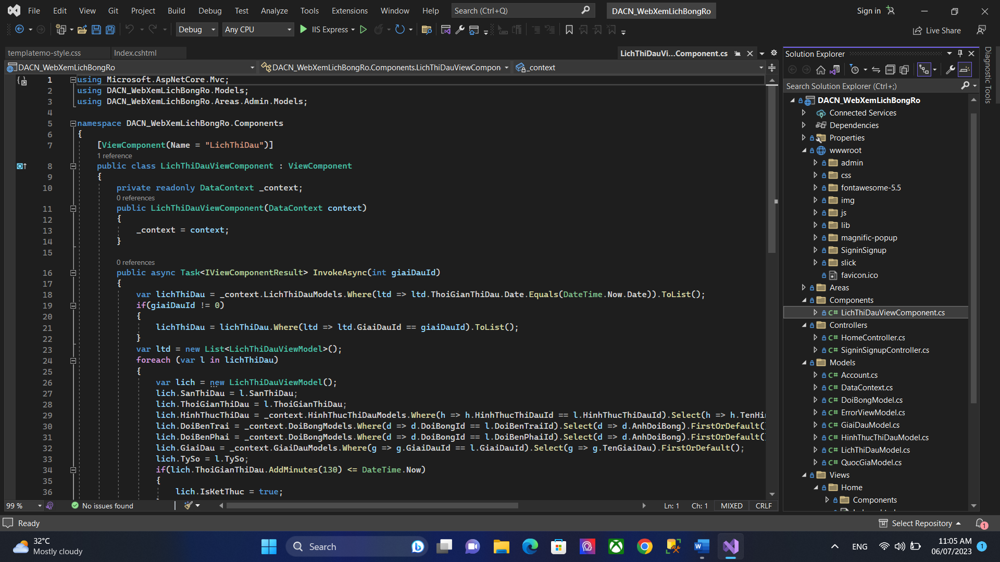 File Edit View Git Project Build Debug Test Analyze Tools Extensions Window Help Search (Ctrl+Q) DACN_WebXemLichBongRo Sign in
Debug Any CPU IIS Express Live Share
templatemo-style.css Index.cshtml LichThiDauVi...Component.cs
DACN_WebXemLichBongRo DACN_WebXemLichBongRo.Components.LichThiDauViewCompon _context
1 using Microsoft.AspNetCore.Mvc;
2 using DACN_WebXemLichBongRo.Models;
3 using DACN_WebXemLichBongRo.Areas.Admin.Models;
4
5 namespace DACN_WebXemLichBongRo.Components
6 {
7 [ViewComponent(Name = "LichThiDau")]
1 reference
8 public class LichThiDauViewComponent : ViewComponent
9 {
10 private readonly DataContext _context;
0 references
11 public LichThiDauViewComponent(DataContext context)
12 {
13 _context = context;
14 }
15
0 references
16 public async Task<IViewComponentResult> InvokeAsync(int giaiDauId)
17 {
18 var lichThiDau = _context.LichThiDauModels.Where(ltd => ltd.ThoiGianThiDau.Date.Equals(DateTime.Now.Date)).ToList();
19 if(giaiDauId != 0)
20 {
21 lichThiDau = lichThiDau.Where(ltd => ltd.GiaiDauId == giaiDauId).ToList();
22 }
23 var ltd = new List<LichThiDauViewModel>();
24 foreach (var l in lichThiDau)
25 {
26 var lich = new LichThiDauViewModel();
27 lich.SanThiDau = l.SanThiDau;
28 lich.ThoiGianThiDau = l.ThoiGianThiDau;
29 lich.HinhThucThiDau = _context.HinhThucThiDauModels.Where(h => h.HinhThucThiDauId == l.HinhThucThiDauId).Select(h => h.TenHin
30 lich.DoiBenTrai = _context.DoiBongModels.Where(d => d.DoiBongId == l.DoiBenTraiId).Select(d => d.AnhDoiBong).FirstOrDefault(
31 lich.DoiBenPhai = _context.DoiBongModels.Where(d => d.DoiBongId == l.DoiBenPhaiId).Select(d => d.AnhDoiBong).FirstOrDefault(
32 lich.GiaiDau = _context.GiaiDauModels.Where(g => g.GiaiDauId == l.GiaiDauId).Select(g => g.TenGiaiDau).FirstOrDefault();
33 lich.TySo = l.TySo;
34 if(lich.ThoiGianThiDau.AddMinutes(130) <= DateTime.Now)
35 {
36 lich.IsKetThuc = true;
99 % No issues found Ln: 1 Ch: 1 MIXED CRLF
Solution Explorer
Search Solution Explorer (Ctrl+;)
DACN_WebXemLichBongRo
Connected Services
Dependencies
Properties
wwwroot
admin
css
fontawesome-5.5
img
js
lib
magnific-popup
SigninSignup
slick
favicon.ico
Areas
Components
C# LichThiDauViewComponent.cs
Controllers
C# HomeController.cs
C# SigninSignupController.cs
Models
C# Account.cs
C# DataContext.cs
C# DoiBongModel.cs
C# ErrorViewModel.cs
C# GiaiDauModel.cs
C# HinhThucThiDauModel.cs
C# LichThiDauModel.cs
C# QuocGiaModel.cs
Views
Home
Components
Diagnostic Tools
Ready Select Repository 1
32°C
Mostly cloudy
Search
ENG
11:05 AM
06/07/2023
1